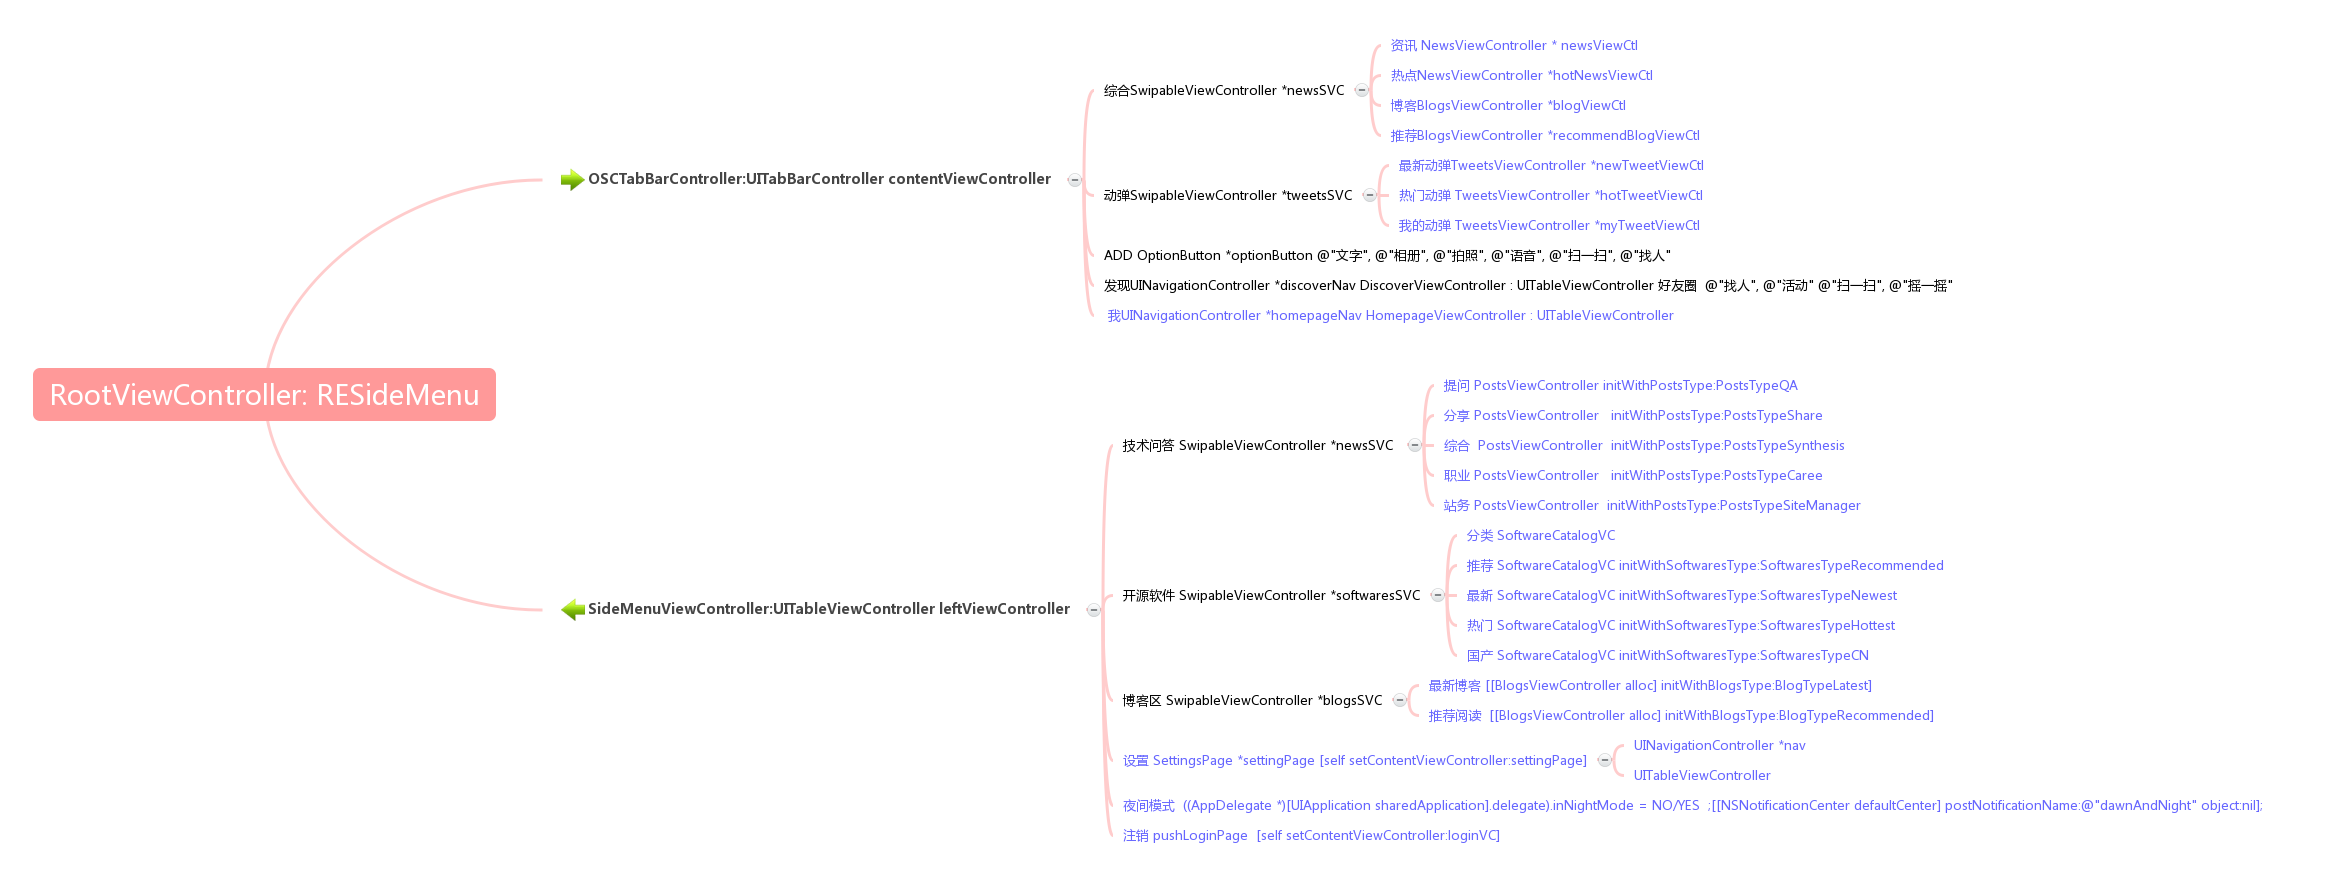 RootViewController: RESideMenu
OSCTabBarController:UITabBarController contentViewController
综合SwipableViewController *newsSVC
资讯 NewsViewController * newsViewCtl
热点NewsViewController *hotNewsViewCtl
博客BlogsViewController *blogViewCtl
推荐BlogsViewController *recommendBlogViewCtl
动弹SwipableViewController *tweetsSVC
最新动弹TweetsViewController *newTweetViewCtl
热门动弹 TweetsViewController *hotTweetViewCtl
我的动弹 TweetsViewController *myTweetViewCtl
ADD OptionButton *optionButton @"文字", @"相册", @"拍照", @"语音", @"扫一扫", @"找人"
发现UINavigationController *discoverNav DiscoverViewController : UITableViewController 好友圈  @"找人", @"活动" @"扫一扫", @"摇一摇"
我UINavigationController *homepageNav HomepageViewController : UITableViewController
SideMenuViewController:UITableViewController leftViewController
技术问答 SwipableViewController *newsSVC
提问 PostsViewController initWithPostsType:PostsTypeQA
分享 PostsViewController   initWithPostsType:PostsTypeShare
综合  PostsViewController  initWithPostsType:PostsTypeSynthesis
职业 PostsViewController   initWithPostsType:PostsTypeCaree
站务 PostsViewController  initWithPostsType:PostsTypeSiteManager
开源软件 SwipableViewController *softwaresSVC
分类 SoftwareCatalogVC
推荐 SoftwareCatalogVC initWithSoftwaresType:SoftwaresTypeRecommended
最新 SoftwareCatalogVC initWithSoftwaresType:SoftwaresTypeNewest
热门 SoftwareCatalogVC initWithSoftwaresType:SoftwaresTypeHottest
国产 SoftwareCatalogVC initWithSoftwaresType:SoftwaresTypeCN
博客区 SwipableViewController *blogsSVC
最新博客 [[BlogsViewController alloc] initWithBlogsType:BlogTypeLatest]
推荐阅读  [[BlogsViewController alloc] initWithBlogsType:BlogTypeRecommended]
设置 SettingsPage *settingPage [self setContentViewController:settingPage]
UINavigationController *nav
UITableViewController
夜间模式  ((AppDelegate *)[UIApplication sharedApplication].delegate).inNightMode = NO/YES  ;[[NSNotificationCenter defaultCenter] postNotificationName:@"dawnAndNight" object:nil];
注销 pushLoginPage  [self setContentViewController:loginVC]